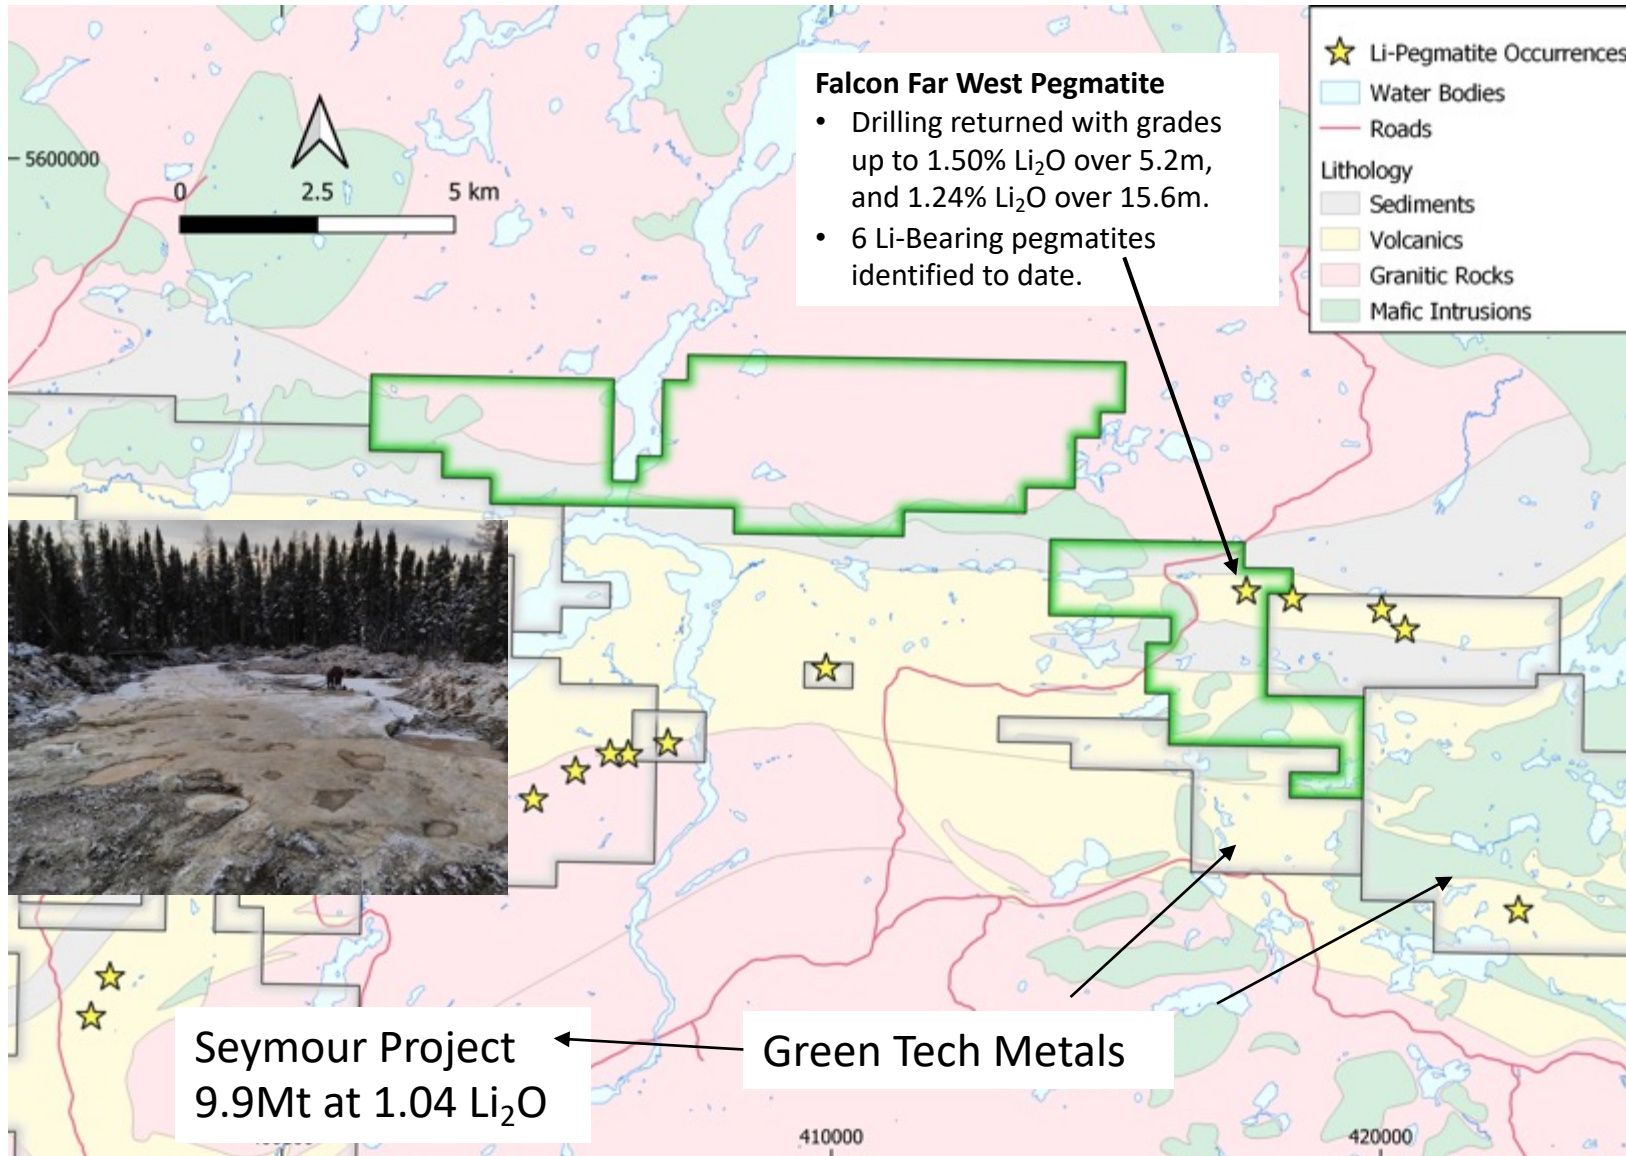 5600000
0 2.5 5 km
Falcon Far West Pegmatite
• Drilling returned with grades
up to 1.50% Li₂O over 5.2m,
and 1.24% Li₂O over 15.6m.
• 6 Li-Bearing pegmatites
identified to date.
Li-Pegmatite Occurrences
Water Bodies
Roads
Lithology
Sediments
Volcanics
Granitic Rocks
Mafic Intrusions
Seymour Project
9.9Mt at 1.04 Li₂O
Green Tech Metals
410000
420000